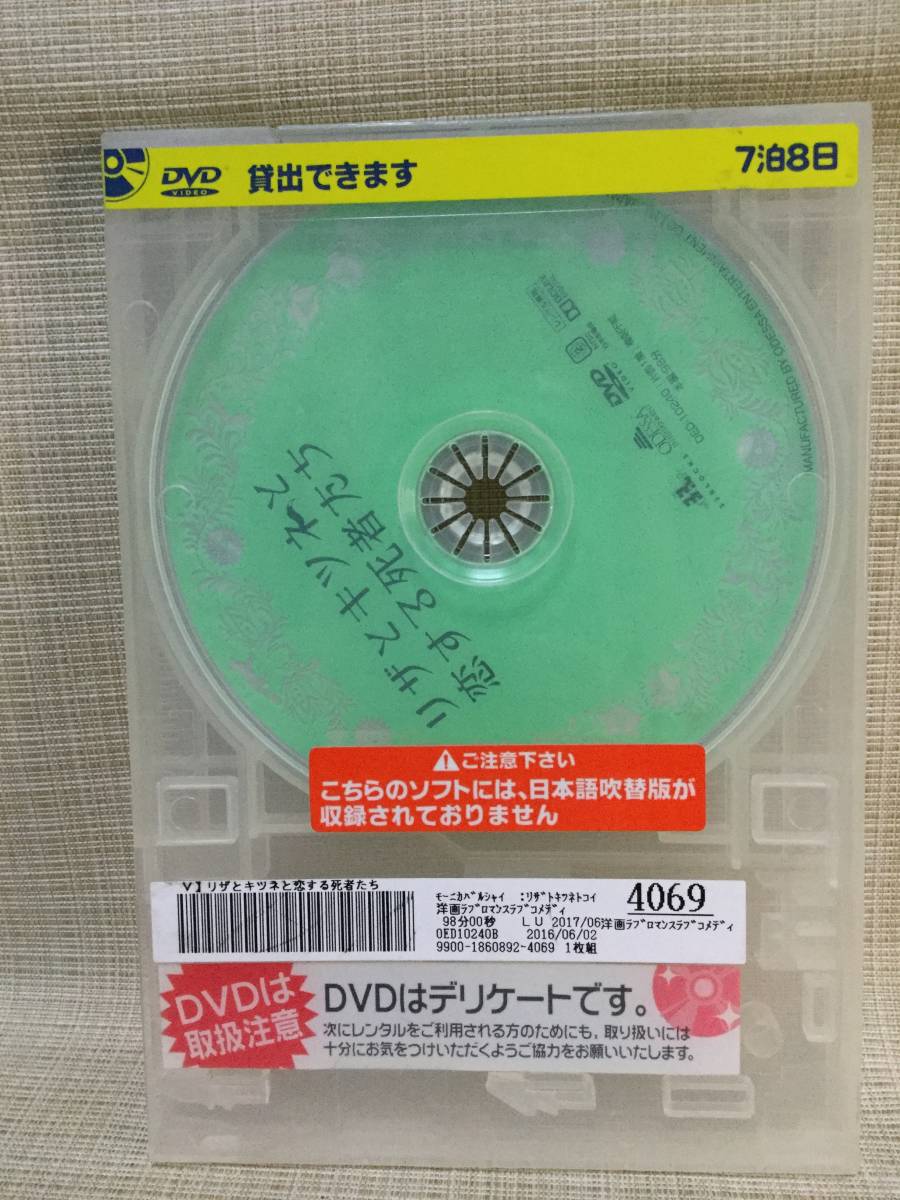 DVD
VIDEO
貸出できます
7泊8日
MANUFACTURED BY ODESSA ENTERTAINMENT
リザとキツネと
恋する死者たち
DVD
VIDEO
ご注意下さい
こちらのソフトには、日本語吹替版が
収録されておりません
V】リザとキツネと恋する死者たち
モーニカバルシャイ :リザトキツネトコイ
4069
洋画ラブロマンスラブコメディ
98分00秒 LU 2017/06洋画ラブロマンスラブコメディ
OED10240B 2016/06/02
9900-1860892-4069 1枚組
DVDは
取扱注意
DVDはデリケートです。
次にレンタルをご利用される方のためにも,取り扱いには
十分にお気をつけいただくようご協力をお願いいたします。